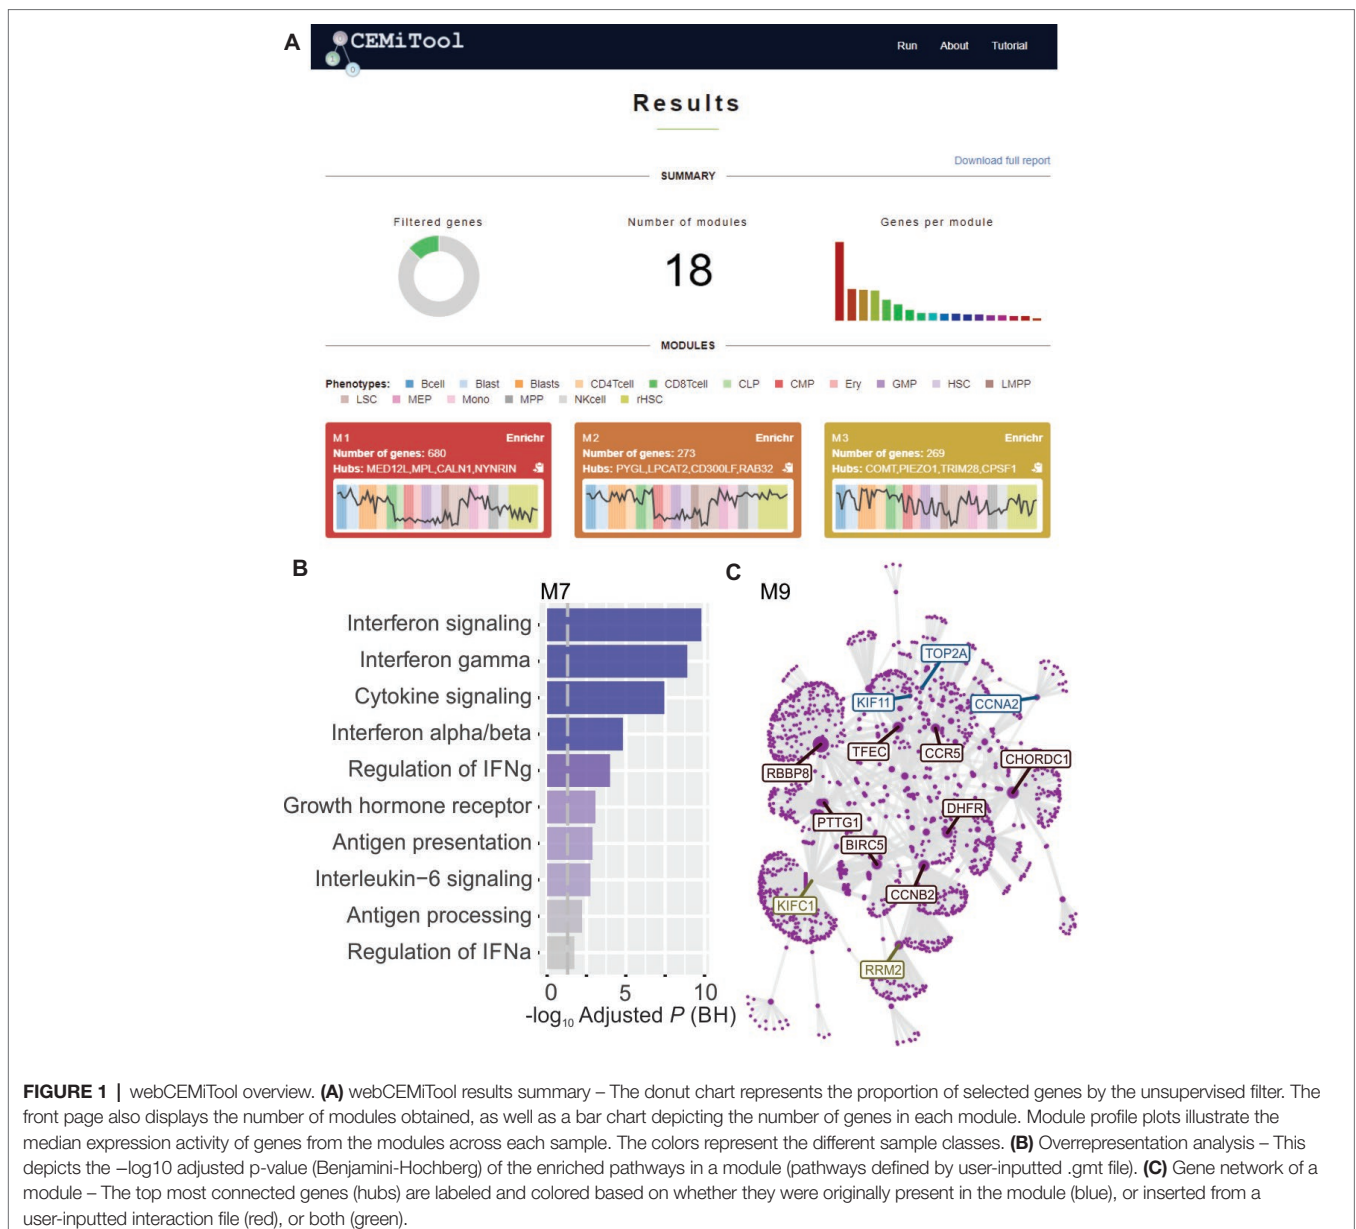 A
CEMiTool
Run About Tutorial
1
0
Results
Download full report
SUMMARY
Filtered genes
Number of modules
Genes per module
18
MODULES
Phenotypes: Bcell Blast Blasts CD4Tcell CD8Tcell CLP CMP Ery GMP HSC LMPP
LSC MEP Mono MPP NKcell rHSC
M1 Enrichr
Number of genes: 680
Hubs: MED12L,MPL,CALN1,NYNRIN
M2 Enrichr
Number of genes: 273
Hubs: PYGL,LPCAT2,CD300LF,RAB32
M3 Enrichr
Number of genes: 269
Hubs: COMT,PIEZO1,TRIM28,CPSF1
B
M7
Interferon signaling
Interferon gamma
Cytokine signaling
Interferon alpha/beta
Regulation of IFNg
Growth hormone receptor
Antigen presentation
Interleukin−6 signaling
Antigen processing
Regulation of IFNa
0 5 10
-log10 Adjusted P (BH)
C
M9
TOP2A
KIF11
CCNA2
TFEC
CCR5
CHORDC1
RBBP8
PTTG1
DHFR
BIRC5
CCNB2
KIFC1
RRM2
FIGURE 1 | webCEMiTool overview. (A) webCEMiTool results summary – The donut chart represents the proportion of selected genes by the unsupervised filter. The
front page also displays the number of modules obtained, as well as a bar chart depicting the number of genes in each module. Module profile plots illustrate the
median expression activity of genes from the modules across each sample. The colors represent the different sample classes. (B) Overrepresentation analysis – This
depicts the –log10 adjusted p-value (Benjamini-Hochberg) of the enriched pathways in a module (pathways defined by user-inputted .gmt file). (C) Gene network of a
module – The top most connected genes (hubs) are labeled and colored based on whether they were originally present in the module (blue), or inserted from a
user-inputted interaction file (red), or both (green).